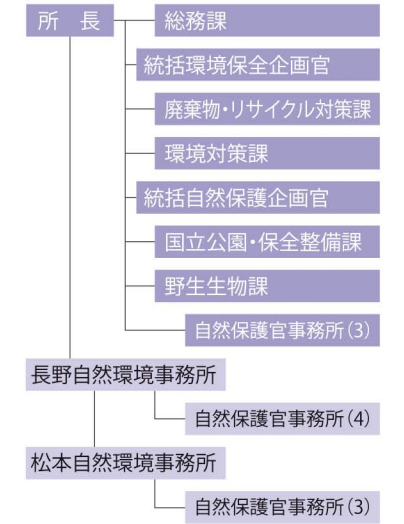 所　長
総務課
統括環境保全企画官
廃棄物・リサイクル対策課
環境対策課
統括自然保護企画官
国立公園・保全整備課
野生生物課
自然保護官事務所(3)
長野自然環境事務所
自然保護官事務所(4)
松本自然環境事務所
自然保護官事務所(3)